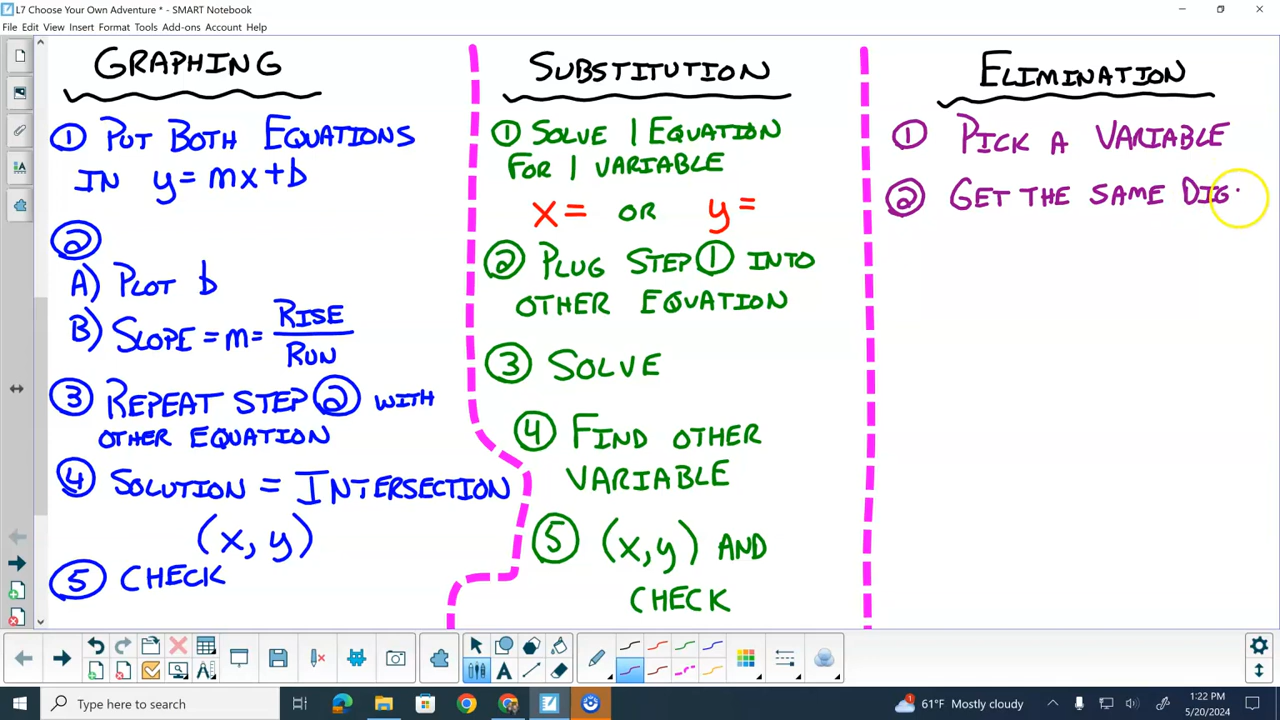 L7 Choose Your Own Adventure * - SMART Notebook
File Edit View Insert Format Tools Add-ons Account Help
GRAPHING
① PUT BOTH EQUATIONS
IN y = mx + b
②
A) PLOT b
B) SLOPE = m = RISE
RUN
③ REPEAT STEP ② WITH
OTHER EQUATION
④ SOLUTION = INTERSECTION
(x, y)
⑤ CHECK
SUBSTITUTION
① SOLVE 1 EQUATION
FOR 1 VARIABLE
x = OR y =
② PLUG STEP ① INTO
OTHER EQUATION
③ SOLVE
④ FIND OTHER
VARIABLE
⑤ (x, y) AND
CHECK
ELIMINATION
① PICK A VARIABLE
② GET THE SAME DIG
Type here to search
61°F Mostly cloudy
1:22 PM
5/20/2024